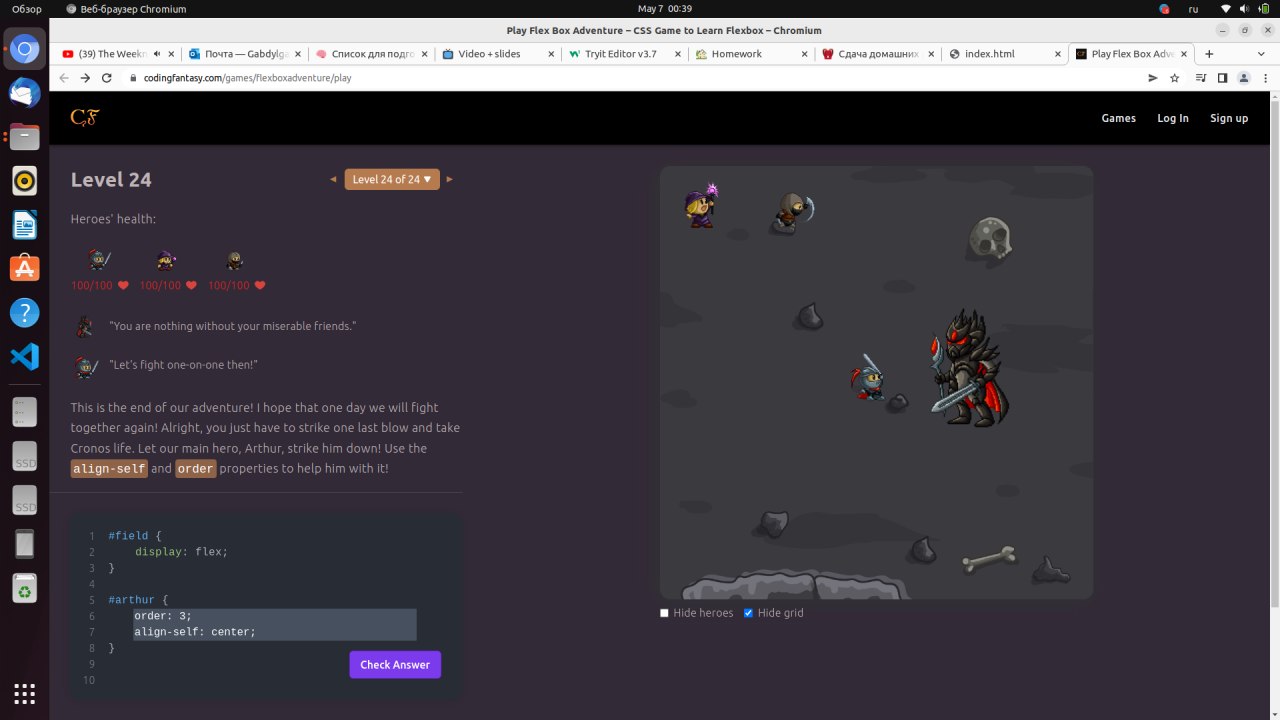 Обзор
Веб-браузер Chromium
May 7 00:39
ru
Play Flex Box Adventure – CSS Game to Learn Flexbox – Chromium
(39) The Weekn
Почта — Gabdylga
Список для подго
Video + slides
Tryit Editor v3.7
Homework
Сдача домашних
index.html
Play Flex Box Adve
codingfantasy.com/games/flexboxadventure/play
CF
Games
Log In
Sign up
Level 24
◄ Level 24 of 24 ▼ ►
Heroes' health:
100/100 100/100 100/100
"You are nothing without your miserable friends."
"Let's fight one-on-one then!"
This is the end of our adventure! I hope that one day we will fight
together again! Alright, you just have to strike one last blow and take
Cronos life. Let our main hero, Arthur, strike him down! Use the
align-self and order properties to help him with it!
1 #field {
2 display: flex;
3 }
4
5 #arthur {
6 order: 3;
7 align-self: center;
8 }
9
10
Check Answer
Hide heroes
Hide grid
SSD
SSD